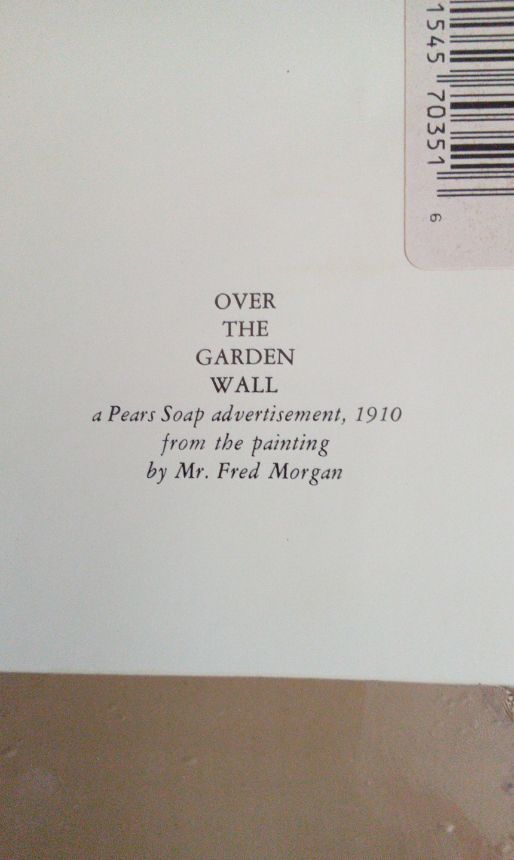 1545 70351 6
OVER
THE
GARDEN
WALL
a Pears Soap advertisement, 1910
from the painting
by Mr. Fred Morgan